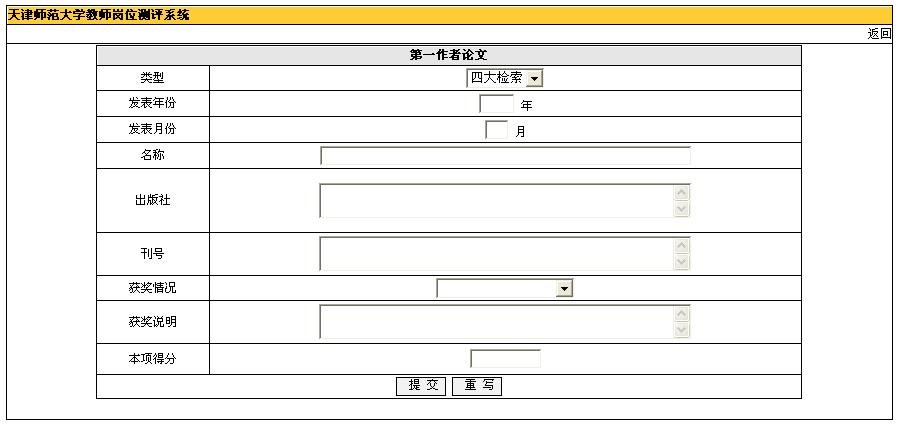 天津师范大学教师岗位测评系统
返回
第一作者论文
类型 四大检索
发表年份 年
发表月份 月
名称
出版社
刊号
获奖情况
获奖说明
本项得分
提 交 重 写